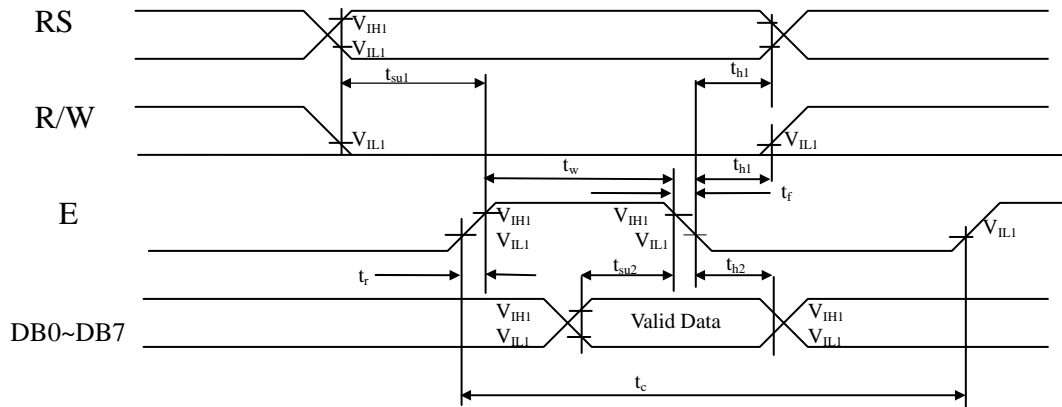 RS
V_IH1
V_IL1
t_su1
t_h1
R/W
V_IL1
V_IL1
t_w
t_h1
t_f
E
V_IH1
V_IH1
V_IL1
V_IL1
V_IL1
t_r
t_su2
t_h2
V_IH1
Valid Data
V_IH1
DB0~DB7
V_IL1
V_IL1
t_c